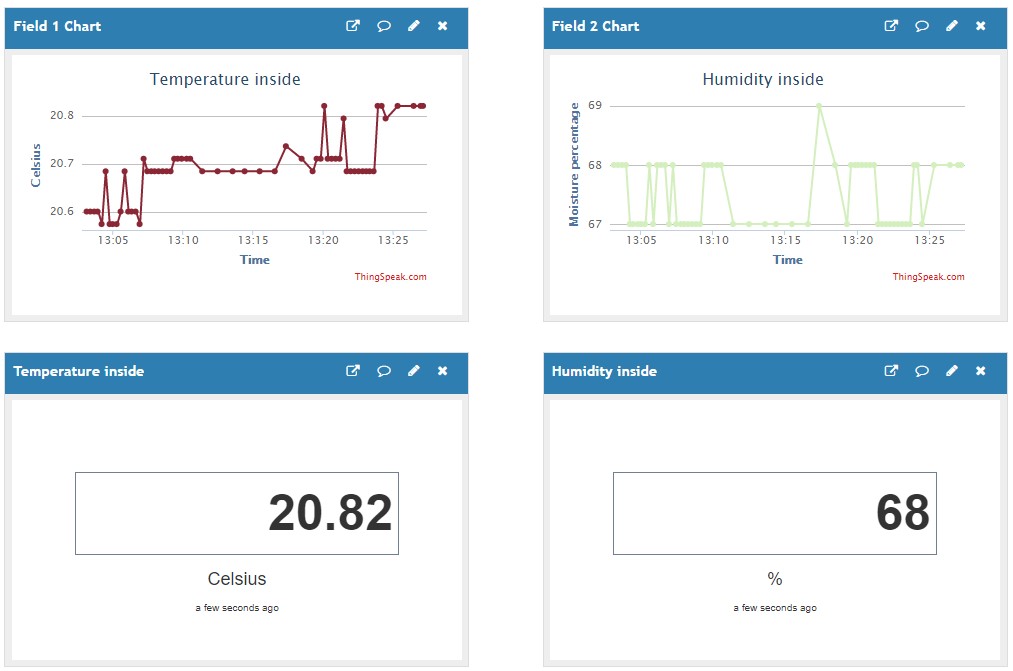 Field 1 Chart
Temperature inside
Celsius
20.8
20.7
20.6
13:05 13:10 13:15 13:20 13:25
Time
ThingSpeak.com
Field 2 Chart
Humidity inside
Moisture percentage
69
68
67
13:05 13:10 13:15 13:20 13:25
Time
ThingSpeak.com
Temperature inside
20.82
Celsius
a few seconds ago
Humidity inside
68
%
a few seconds ago